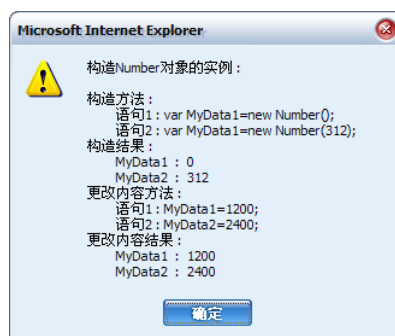 Microsoft Internet Explorer
构造Number对象的实例：
构造方法：
语句1：var MyData1=new Number();
语句2：var MyData1=new Number(312);
构造结果：
MyData1 : 0
MyData2 : 312
更改内容方法：
语句1：MyData1=1200;
语句2：MyData2=2400;
更改内容结果：
MyData1 : 1200
MyData2 : 2400
确定